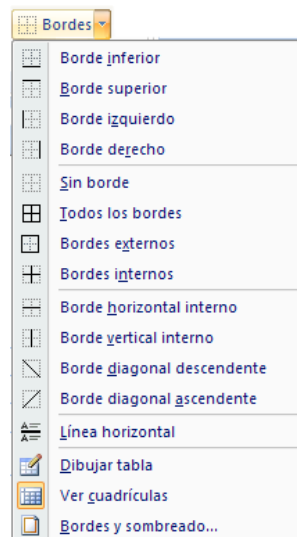 Bordes
Borde inferior
Borde superior
Borde izquierdo
Borde derecho
Sin borde
Todos los bordes
Bordes externos
Bordes internos
Borde horizontal interno
Borde vertical interno
Borde diagonal descendente
Borde diagonal ascendente
Línea horizontal
Dibujar tabla
Ver cuadrículas
Bordes y sombreado...